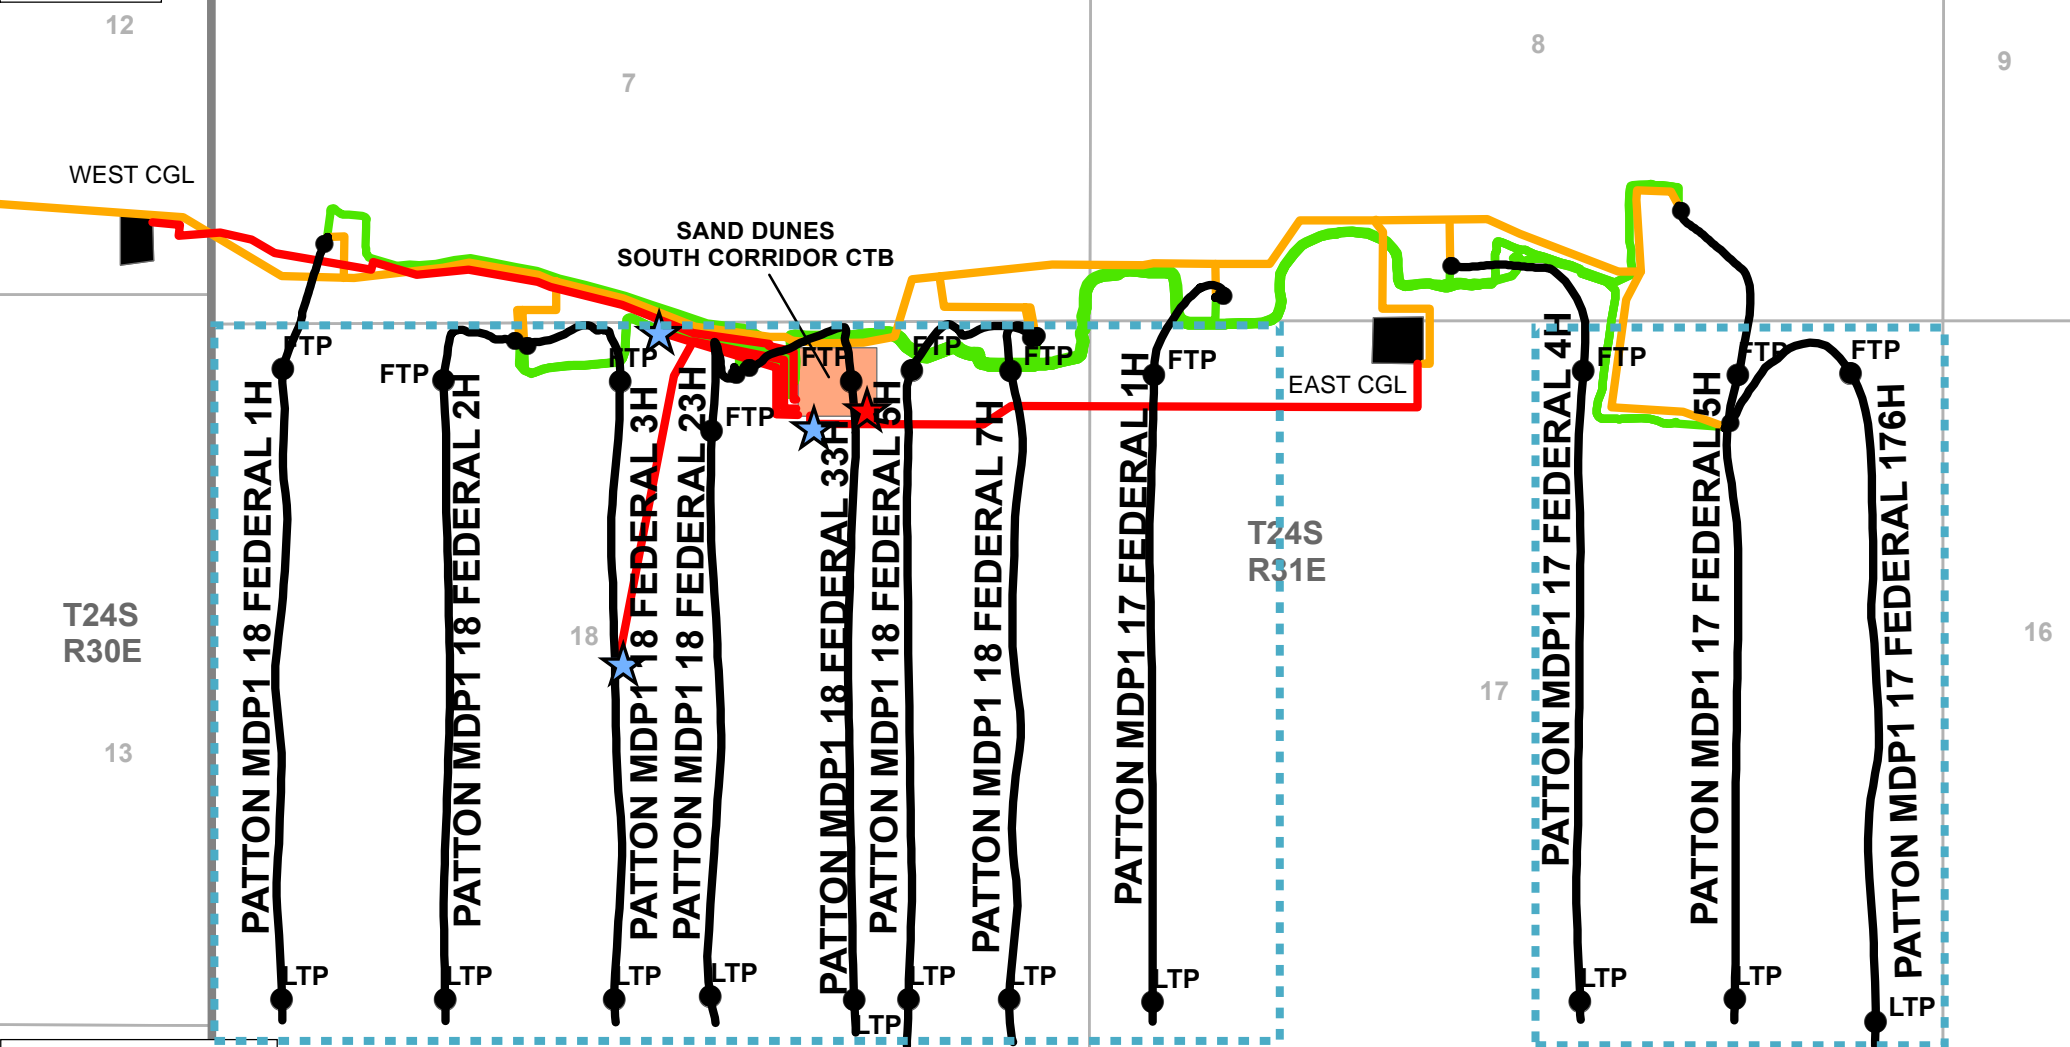 12
7
8
9
WEST CGL
SAND DUNES
SOUTH CORRIDOR CTB
FTP
FTP
FTP
FTP
FTP
FTP
FTP
FTP
FTP
FTP
FTP
EAST CGL
PATTON MDP1 18 FEDERAL 1H
PATTON MDP1 18 FEDERAL 2H
PATTON MDP1 18 FEDERAL 3H
PATTON MDP1 18 FEDERAL 23H
PATTON MDP1 18 FEDERAL 33H
PATTON MDP1 18 FEDERAL 6H
PATTON MDP1 18 FEDERAL 7H
PATTON MDP1 17 FEDERAL 1H
PATTON MDP1 17 FEDERAL 4H
PATTON MDP1 17 FEDERAL 5H
PATTON MDP1 17 FEDERAL 176H
T24S
R31E
T24S
R30E
18
16
17
13
LTP
LTP
LTP
LTP
LTP
LTP
LTP
LTP
LTP
LTP
LTP